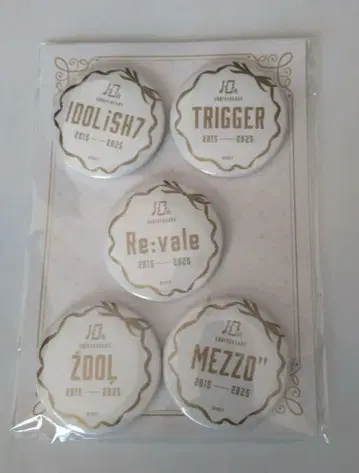 10th
ANNIVERSARY
IDOLiSH7
2015 — 2025
10th
ANNIVERSARY
TRIGGER
2015 — 2025
10th
ANNIVERSARY
Re:vale
2015 — 2025
10th
ANNIVERSARY
ŹOOĻ
2015 — 2025
10th
ANNIVERSARY
MEZZO"
2015 — 2025